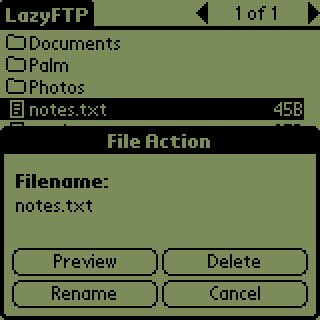 LazyFTP 1 of 1
Documents
Palm
Photos
notes.txt 45B
File Action
Filename:
notes.txt
Preview Delete
Rename Cancel